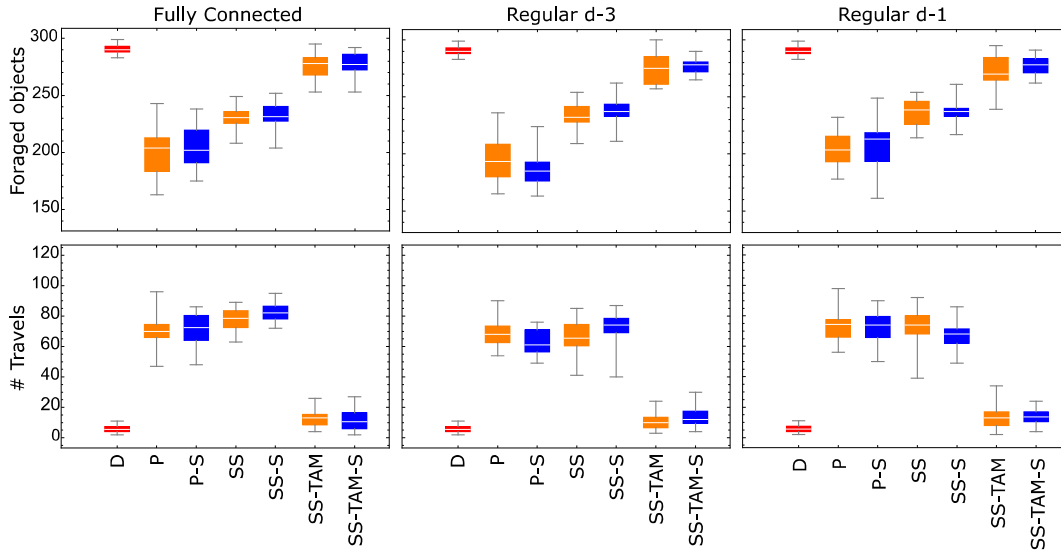 Fully Connected
Regular d-3
Regular d-1
Foraged objects
300
250
200
150
# Travels
120
100
80
60
40
20
0
D
P
P-S
SS
SS-S
SS-TAM
SS-TAM-S
D
P
P-S
SS
SS-S
SS-TAM
SS-TAM-S
D
P
P-S
SS
SS-S
SS-TAM
SS-TAM-S